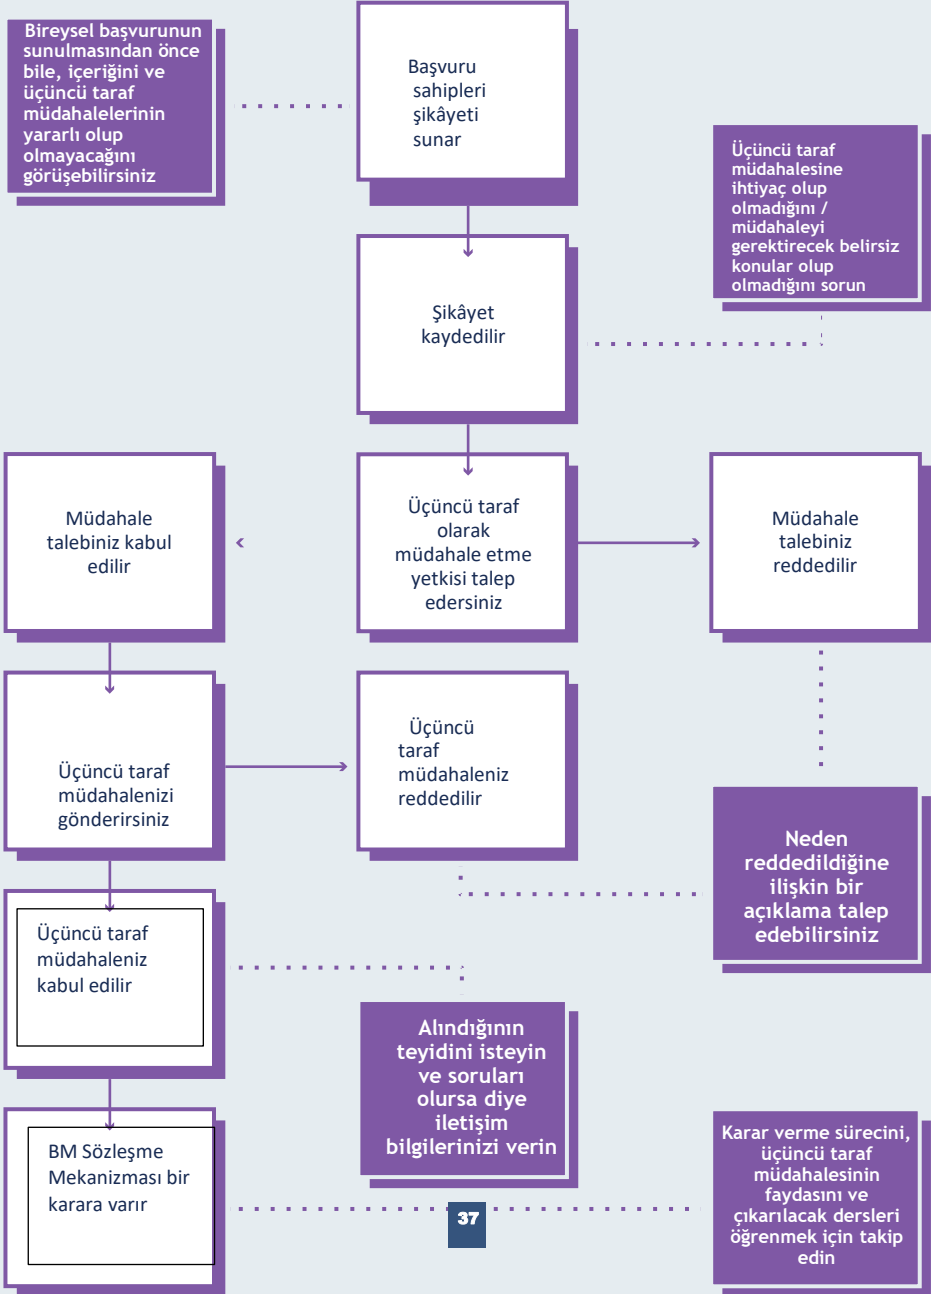 Bireysel başvurunun
sunulmasından önce
bile, içeriğini ve
üçüncü taraf
müdahalelerinin
yararlı olup
olmayacağını
görüşebilirsiniz
Başvuru
sahipleri
şikâyeti
sunar
Üçüncü taraf
müdahalesine
ihtiyaç olup
olmadığını /
müdahaleyi
gerektirecek belirsiz
konular olup
olmadığını sorun
Şikâyet
kaydedilir
Müdahale
talebiniz kabul
edilir
Üçüncü taraf
olarak
müdahale etme
yetkisi talep
edersiniz
Müdahale
talebiniz
reddedilir
Üçüncü taraf
müdahalenizi
gönderirsiniz
Üçüncü
taraf
müdahaleniz
reddedilir
Neden
reddedildiğine
ilişkin bir
açıklama talep
edebilirsiniz
Üçüncü taraf
müdahaleniz
kabul edilir
Alındığının
teyidini isteyin
ve soruları
olursa diye
iletişim
bilgilerinizi verin
BM Sözleşme
Mekanizması bir
karara varır
Karar verme sürecini,
üçüncü taraf
müdahalesinin
faydasını ve
çıkarılacak dersleri
öğrenmek için takip
edin
37